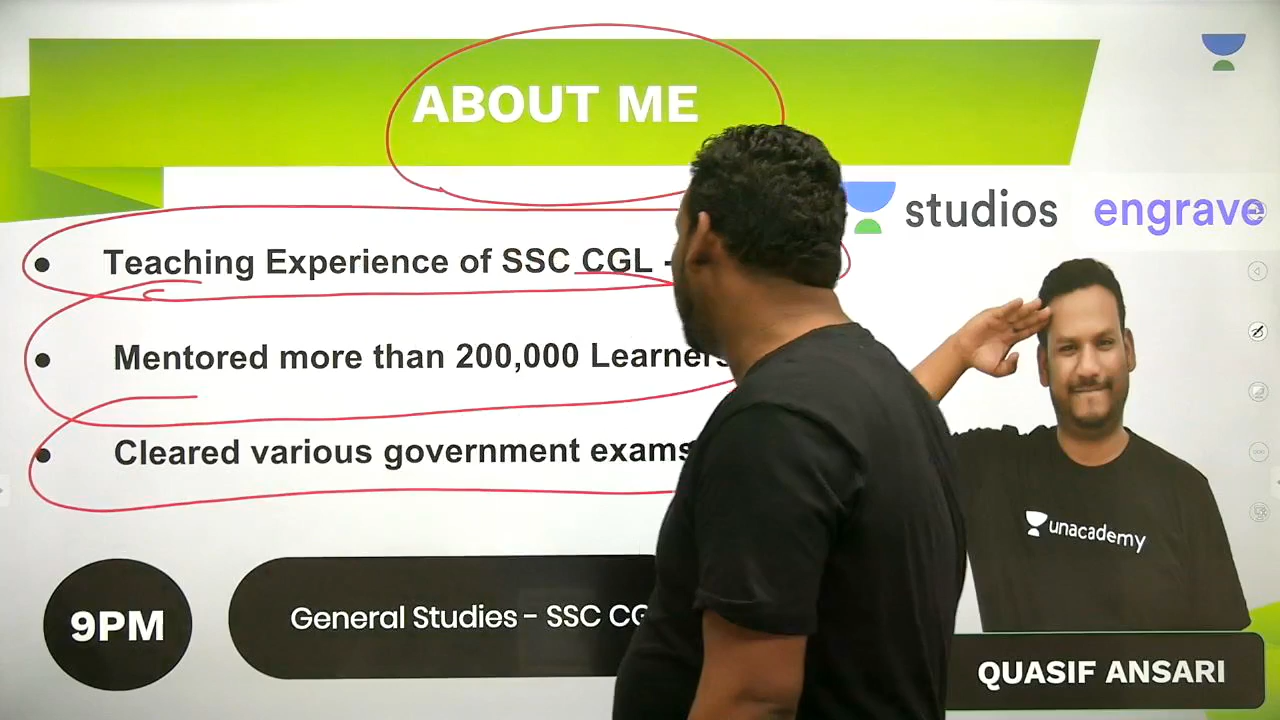 ABOUT ME
studios engrave
Teaching Experience of SSC CGL -
Mentored more than 200,000 Learners
Cleared various government exams
unacademy
9PM
General Studies - SSC CG
QUASIF ANSARI